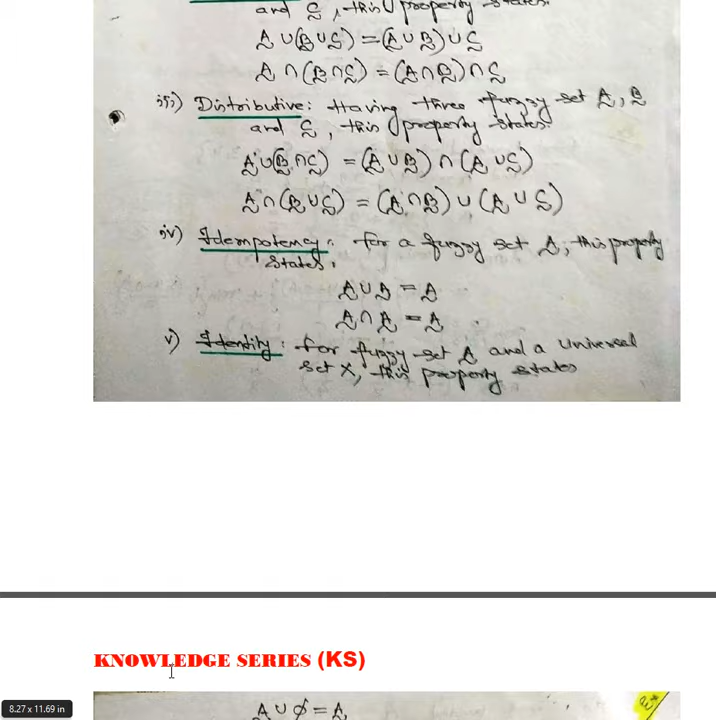 and C̰, this property states.
A̰ ∪ (B̰ ∪ C̰) = (A̰ ∪ B̰) ∪ C̰
A̰ ∩ (B̰ ∩ C̰) = (A̰ ∩ B̰) ∩ C̰
iii) Distributive: Having three fuzzy set A̰, B̰
and C̰, this property states.
A̰ ∪ (B̰ ∩ C̰) = (A̰ ∪ B̰) ∩ (A̰ ∪ C̰)
A̰ ∩ (B̰ ∪ C̰) = (A̰ ∩ B̰) ∪ (A̰ ∪ C̰)
iv) Idempotency: For a fuzzy set A̰, this property
states.
A̰ ∪ A̰ = A̰
A̰ ∩ A̰ = A̰
v) Identity: For fuzzy set A̰ and a Universal
set X, this property states
KNOWLEDGE SERIES (KS)
8.27 x 11.69 in
A̰ ∪ ϕ = A̰
Ex